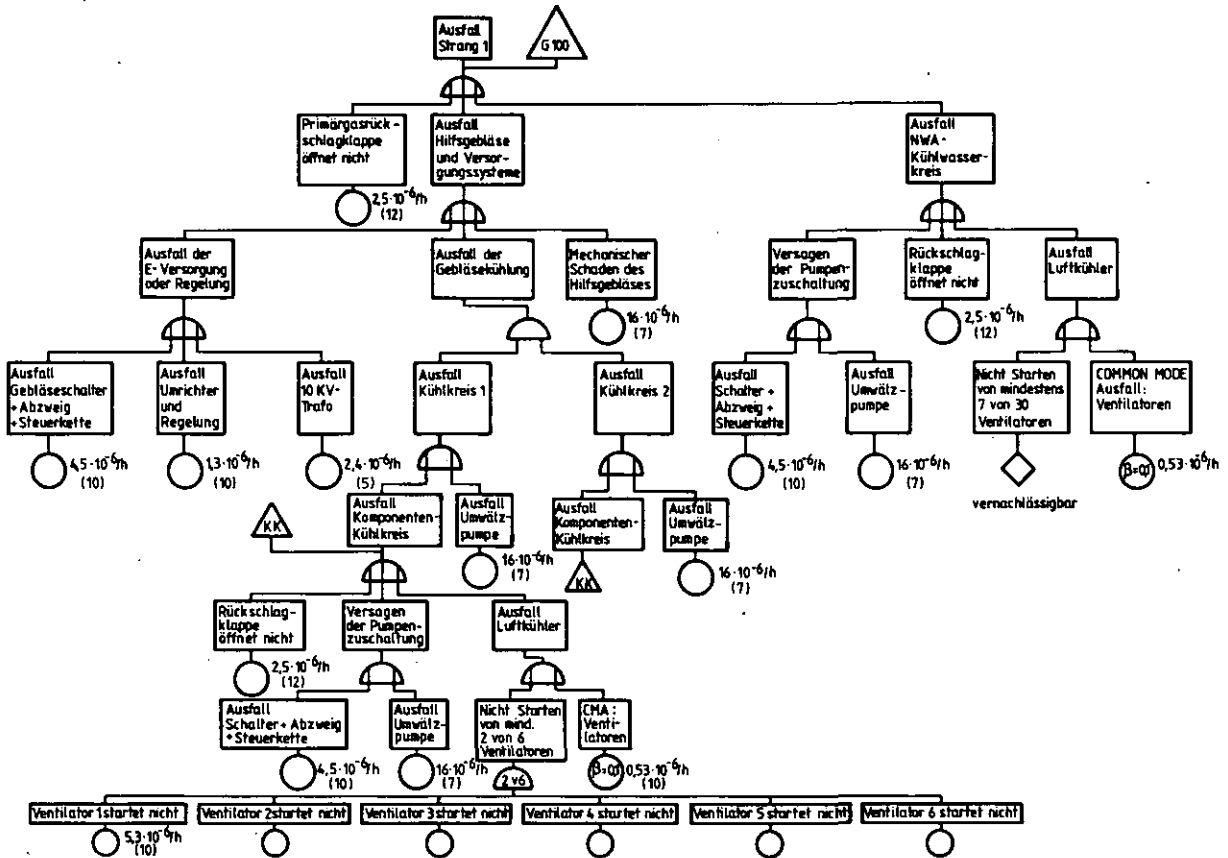 Ausfall
Strang 1
G 100
Primärgasrück-
schlagklappe
öffnet nicht
2,5·10⁻⁶/h
(12)
Ausfall
Hilfsgebläse
und Versor-
gungssysteme
Ausfall
NWA-
Kühlwasser-
kreis
Ausfall der
E-Versorgung
oder Regelung
Ausfall der
Gebläsekühlung
Mechanischer
Schaden des
Hilfsgebläses
16·10⁻⁶/h
(7)
Versagen
der Pumpen-
zuschaltung
Rückschlag-
klappe
öffnet nicht
2,5·10⁻⁶/h
(12)
Ausfall
Luftkühler
Ausfall
Gebläseschalter
+ Abzweig
+ Steuerkette
4,5·10⁻⁶/h
(10)
Ausfall
Umrichter
und
Regelung
1,3·10⁻⁶/h
(10)
Ausfall
10 KV-
Trafo
2,4·10⁻⁶/h
(5)
Ausfall
Kühlkreis 1
Ausfall
Kühlkreis 2
Ausfall
Schalter +
Abzweig +
Steuerkette
4,5·10⁻⁶/h
(10)
Ausfall
Umwälz-
pumpe
16·10⁻⁶/h
(7)
Nicht Starten
von mindestens
7 von 30
Ventilatoren
vernachlässigbar
COMMON MODE
Ausfall:
Ventilatoren
β=0,1
0,53·10⁻⁶/h
KK
Ausfall
Komponenten-
Kühlkreis
Ausfall
Umwälz-
pumpe
16·10⁻⁶/h
(7)
Ausfall
Komponenten-
Kühlkreis
KK
Ausfall
Umwälz-
pumpe
16·10⁻⁶/h
(7)
Rückschlag-
klappe
öffnet nicht
2,5·10⁻⁶/h
(12)
Versagen
der Pumpen-
zuschaltung
Ausfall
Luftkühler
Ausfall
Schalter + Abzweig
+ Steuerkette
4,5·10⁻⁶/h
(10)
Ausfall
Umwälz-
pumpe
16·10⁻⁶/h
(7)
Nicht Starten
von mind.
2 von 6
Ventilatoren
2 v 6
CMA:
Venti-
latoren
β=0,1
0,53·10⁻⁶/h
(10)
Ventilator 1 startet nicht
5,3·10⁻⁶/h
(10)
Ventilator 2 startet nicht
Ventilator 3 startet nicht
Ventilator 4 startet nicht
Ventilator 5 startet nicht
Ventilator 6 startet nicht